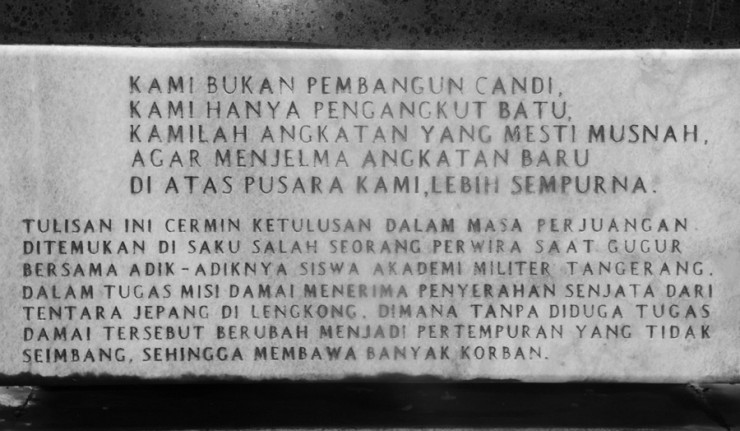 KAMI BUKAN PEMBANGUN CANDI,
KAMI HANYA PENGANGKUT BATU,
KAMILAH ANGKATAN YANG MESTI MUSNAH,
AGAR MENJELMA ANGKATAN BARU
DI ATAS PUSARA KAMI,LEBIH SEMPURNA.
TULISAN INI CERMIN KETULUSAN DALAM MASA PERJUANGAN
DITEMUKAN DI SAKU SALAH SEORANG PERWIRA SAAT GUGUR
BERSAMA ADIK-ADIKNYA SISWA AKADEMI MILITER TANGERANG.
DALAM TUGAS MISI DAMAI MENERIMA PENYERAHAN SENJATA DARI
TENTARA JEPANG DI LENGKONG. DIMANA TANPA DIDUGA TUGAS
DAMAI TERSEBUT BERUBAH MENJADI PERTEMPURAN YANG TIDAK
SEIMBANG, SEHINGGA MEMBAWA BANYAK KORBAN.